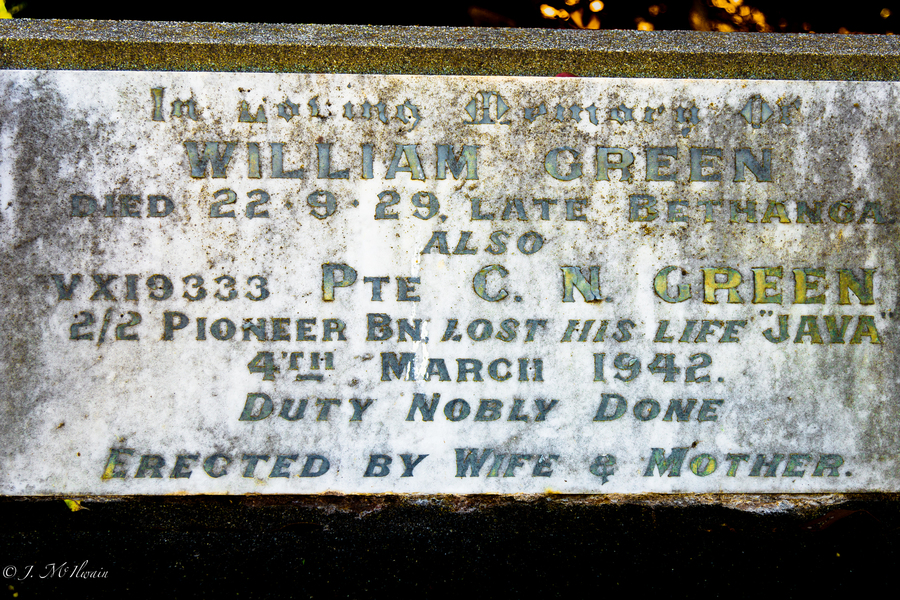 In Loving Memory Of
WILLIAM GREEN
DIED 22·9·29, LATE BETHANGA.
ALSO
VX19333 PTE C. N. GREEN
2/2 PIONEER BN. LOST HIS LIFE "JAVA"
4TH MARCH 1942.
DUTY NOBLY DONE
ERECTED BY WIFE & MOTHER.
© J. McIlwain